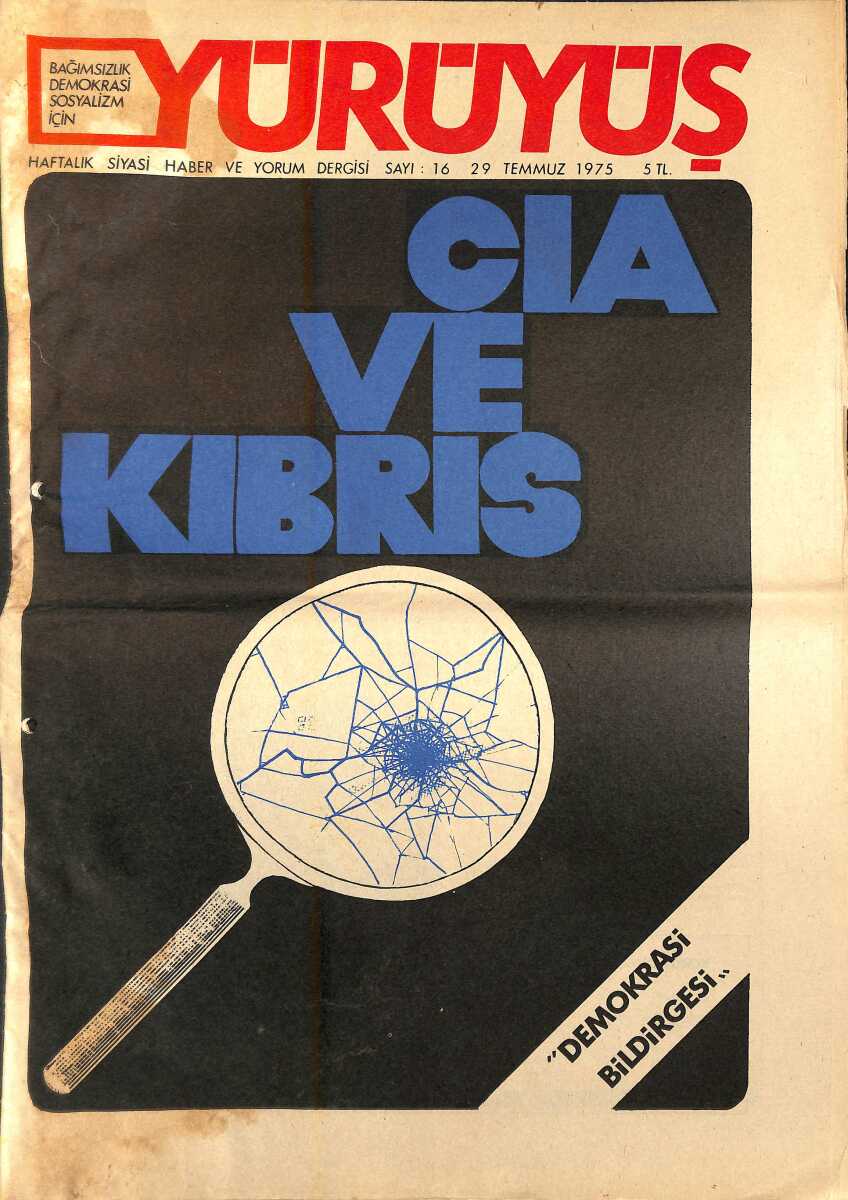 BAĞIMSIZLIK
DEMOKRASİ
SOSYALİZM
İÇİN
YÜRÜYÜŞ
HAFTALIK SİYASİ HABER VE YORUM DERGİSİ SAYI : 16 29 TEMMUZ 1975 5 TL.
CIA
VE
KIBRIS
"DEMOKRASİ
BİLDİRGESİ"